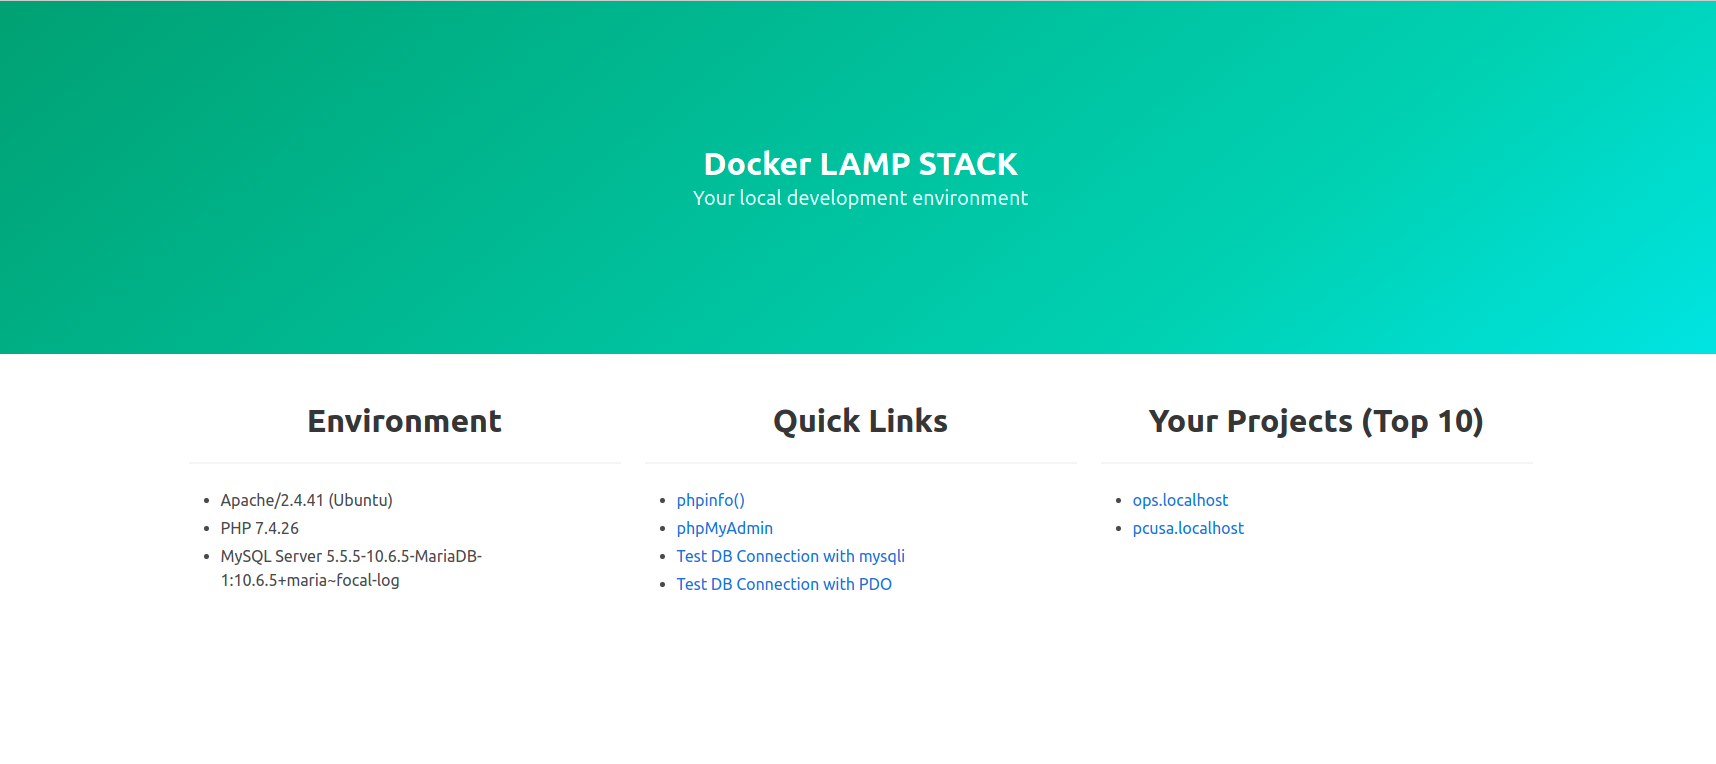 Docker LAMP STACK
Your local development environment
Environment
Apache/2.4.41 (Ubuntu)
PHP 7.4.26
MySQL Server 5.5.5-10.6.5-MariaDB-
1:10.6.5+maria~focal-log
Quick Links
phpinfo()
phpMyAdmin
Test DB Connection with mysqli
Test DB Connection with PDO
Your Projects (Top 10)
ops.localhost
pcusa.localhost